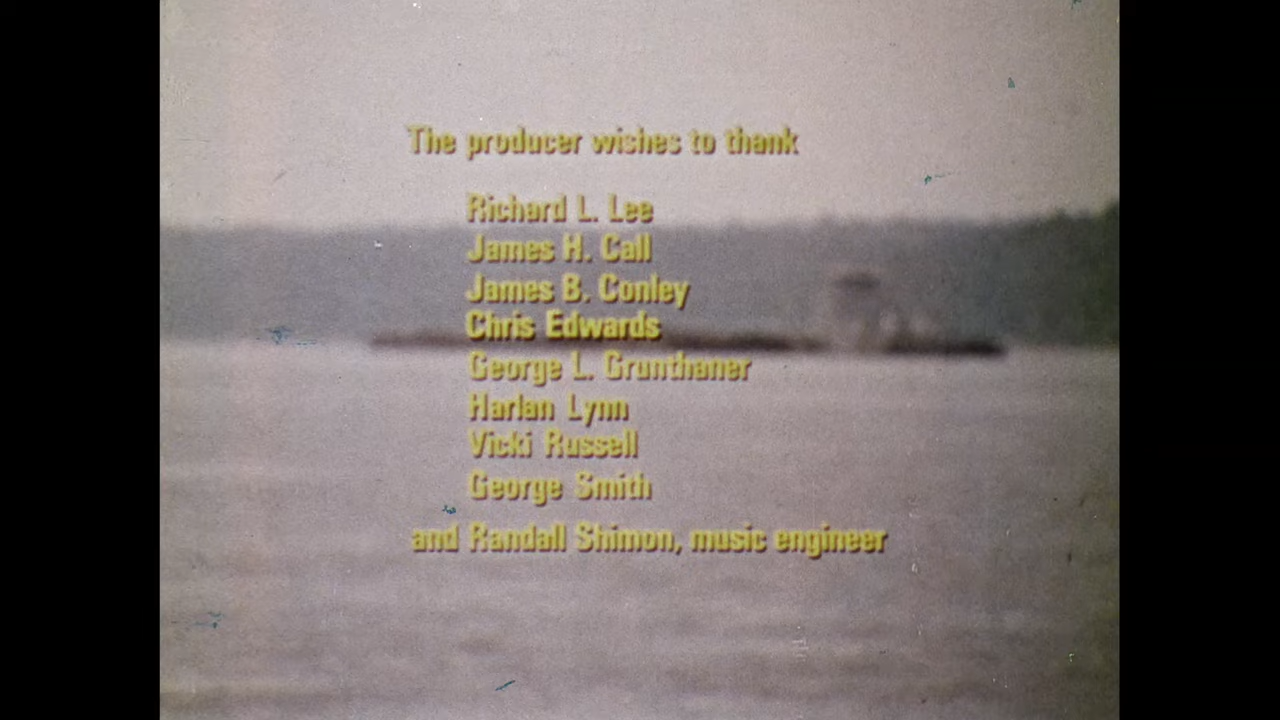 The producer wishes to thank
Richard L. Lee
James H. Call
James B. Conley
Chris Edwards
George L. Grunthaner
Harlan Lynn
Vicki Russell
George Smith
and Randall Shimon, music engineer